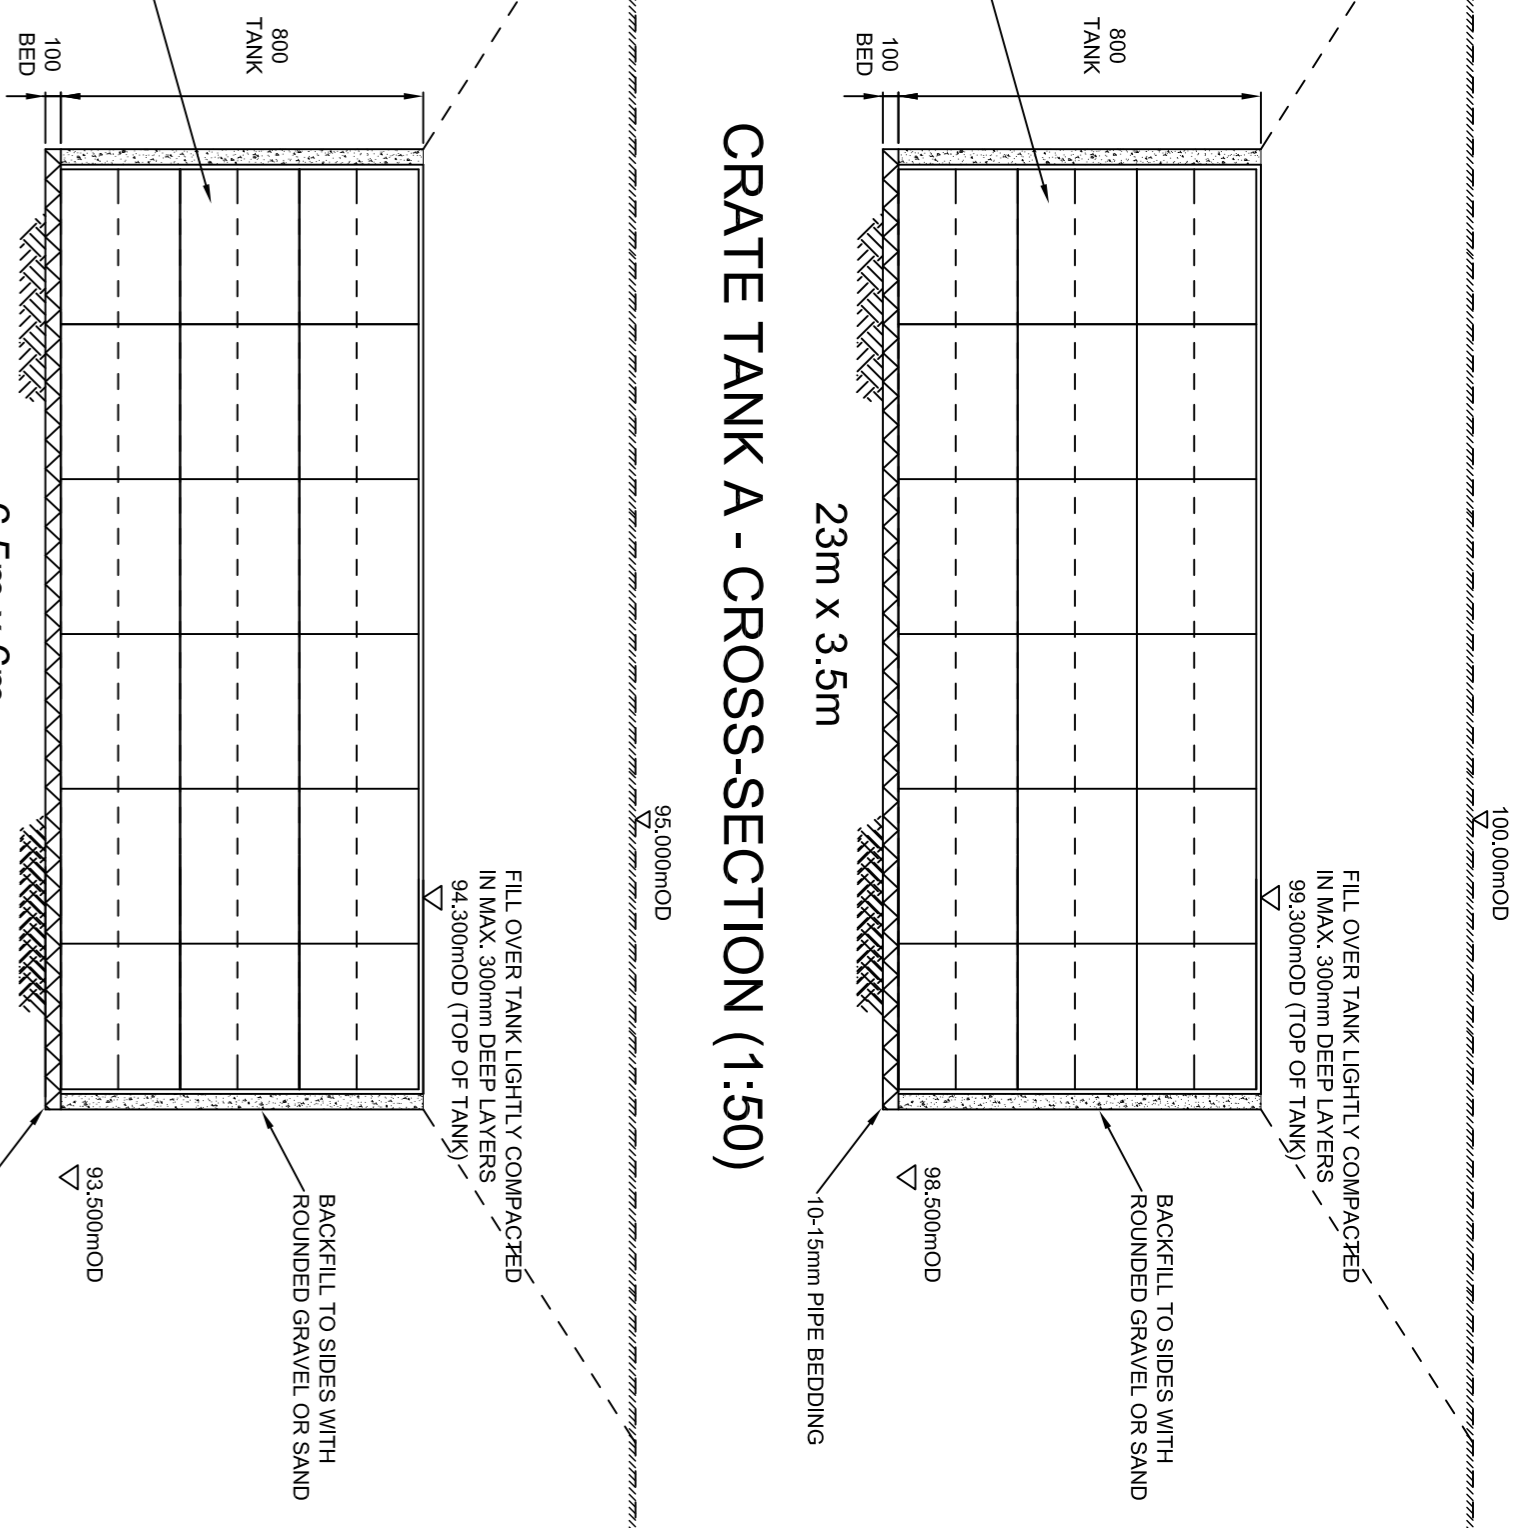 100.00mOD
FILL OVER TANK LIGHTLY COMPACTED
IN MAX. 300mm DEEP LAYERS
99.300mOD (TOP OF TANK)
800
TANK
100
BED
BACKFILL TO SIDES WITH
ROUNDED GRAVEL OR SAND
98.500mOD
10-15mm PIPE BEDDING
23m x 3.5m
CRATE TANK A - CROSS-SECTION (1:50)
95.000mOD
FILL OVER TANK LIGHTLY COMPACTED
IN MAX. 300mm DEEP LAYERS
94.300mOD (TOP OF TANK)
800
TANK
100
BED
BACKFILL TO SIDES WITH
ROUNDED GRAVEL OR SAND
93.500mOD